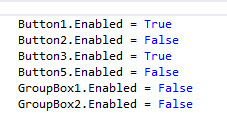 Button1.Enabled = True
Button2.Enabled = False
Button3.Enabled = True
Button5.Enabled = False
GroupBox1.Enabled = False
GroupBox2.Enabled = False